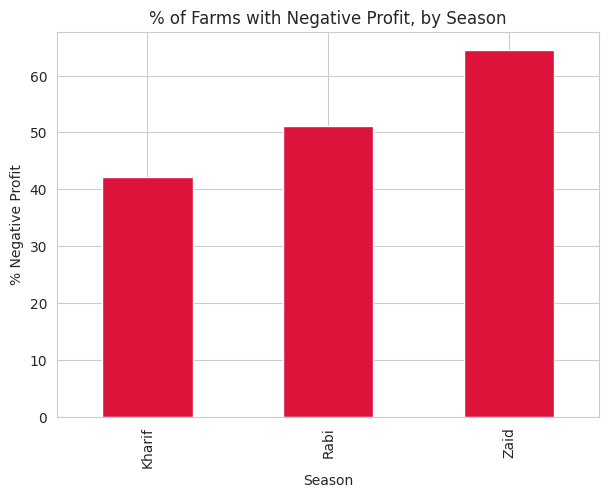 % of Farms with Negative Profit, by Season
% Negative Profit
60
50
40
30
20
10
0
Kharif
Rabi
Zaid
Season